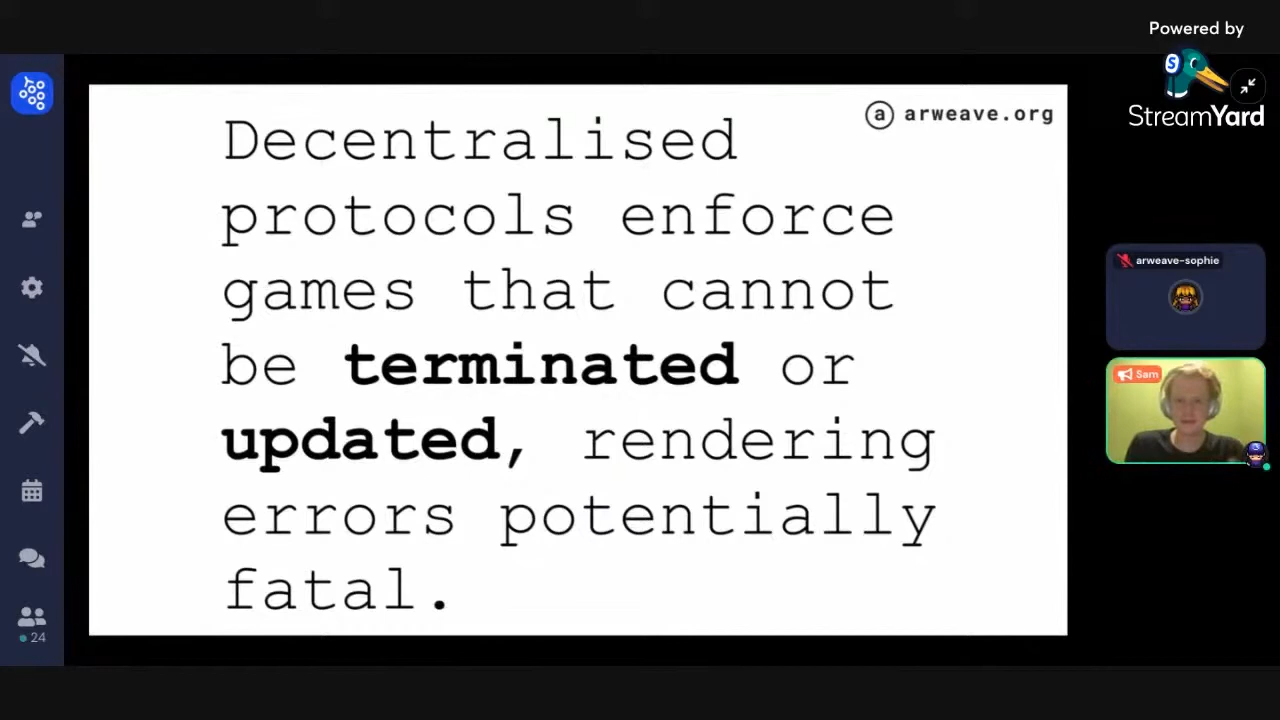 Powered by
StreamYard
arweave.org
Decentralised
protocols enforce
games that cannot
be terminated or
updated, rendering
errors potentially
fatal.
arweave-sophie
Sam
24